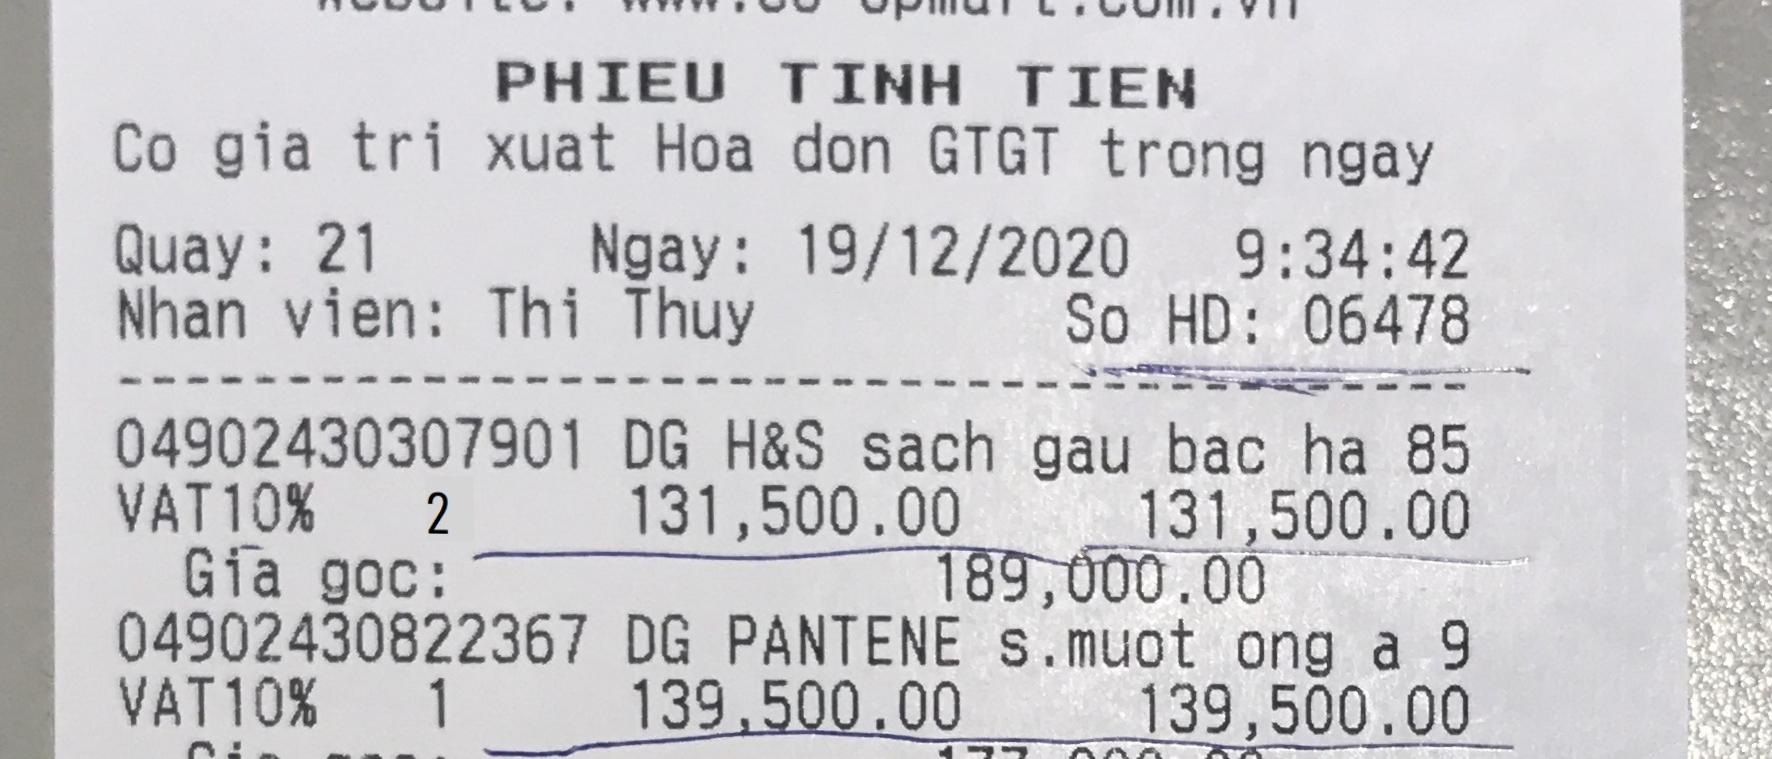 Website: www.co-opmart.com.vn
PHIEU TINH TIEN
Co gia tri xuat Hoa don GTGT trong ngay
Quay: 21 Ngay: 19/12/2020 9:34:42
Nhan vien: Thi Thuy So HD: 06478
04902430307901 DG H&S sach gau bac ha 85
VAT10% 2 131,500.00 131,500.00
Gia goc: 189,000.00
04902430822367 DG PANTENE s.muot ong a 9
VAT10% 1 139,500.00 139,500.00
Gia goc: